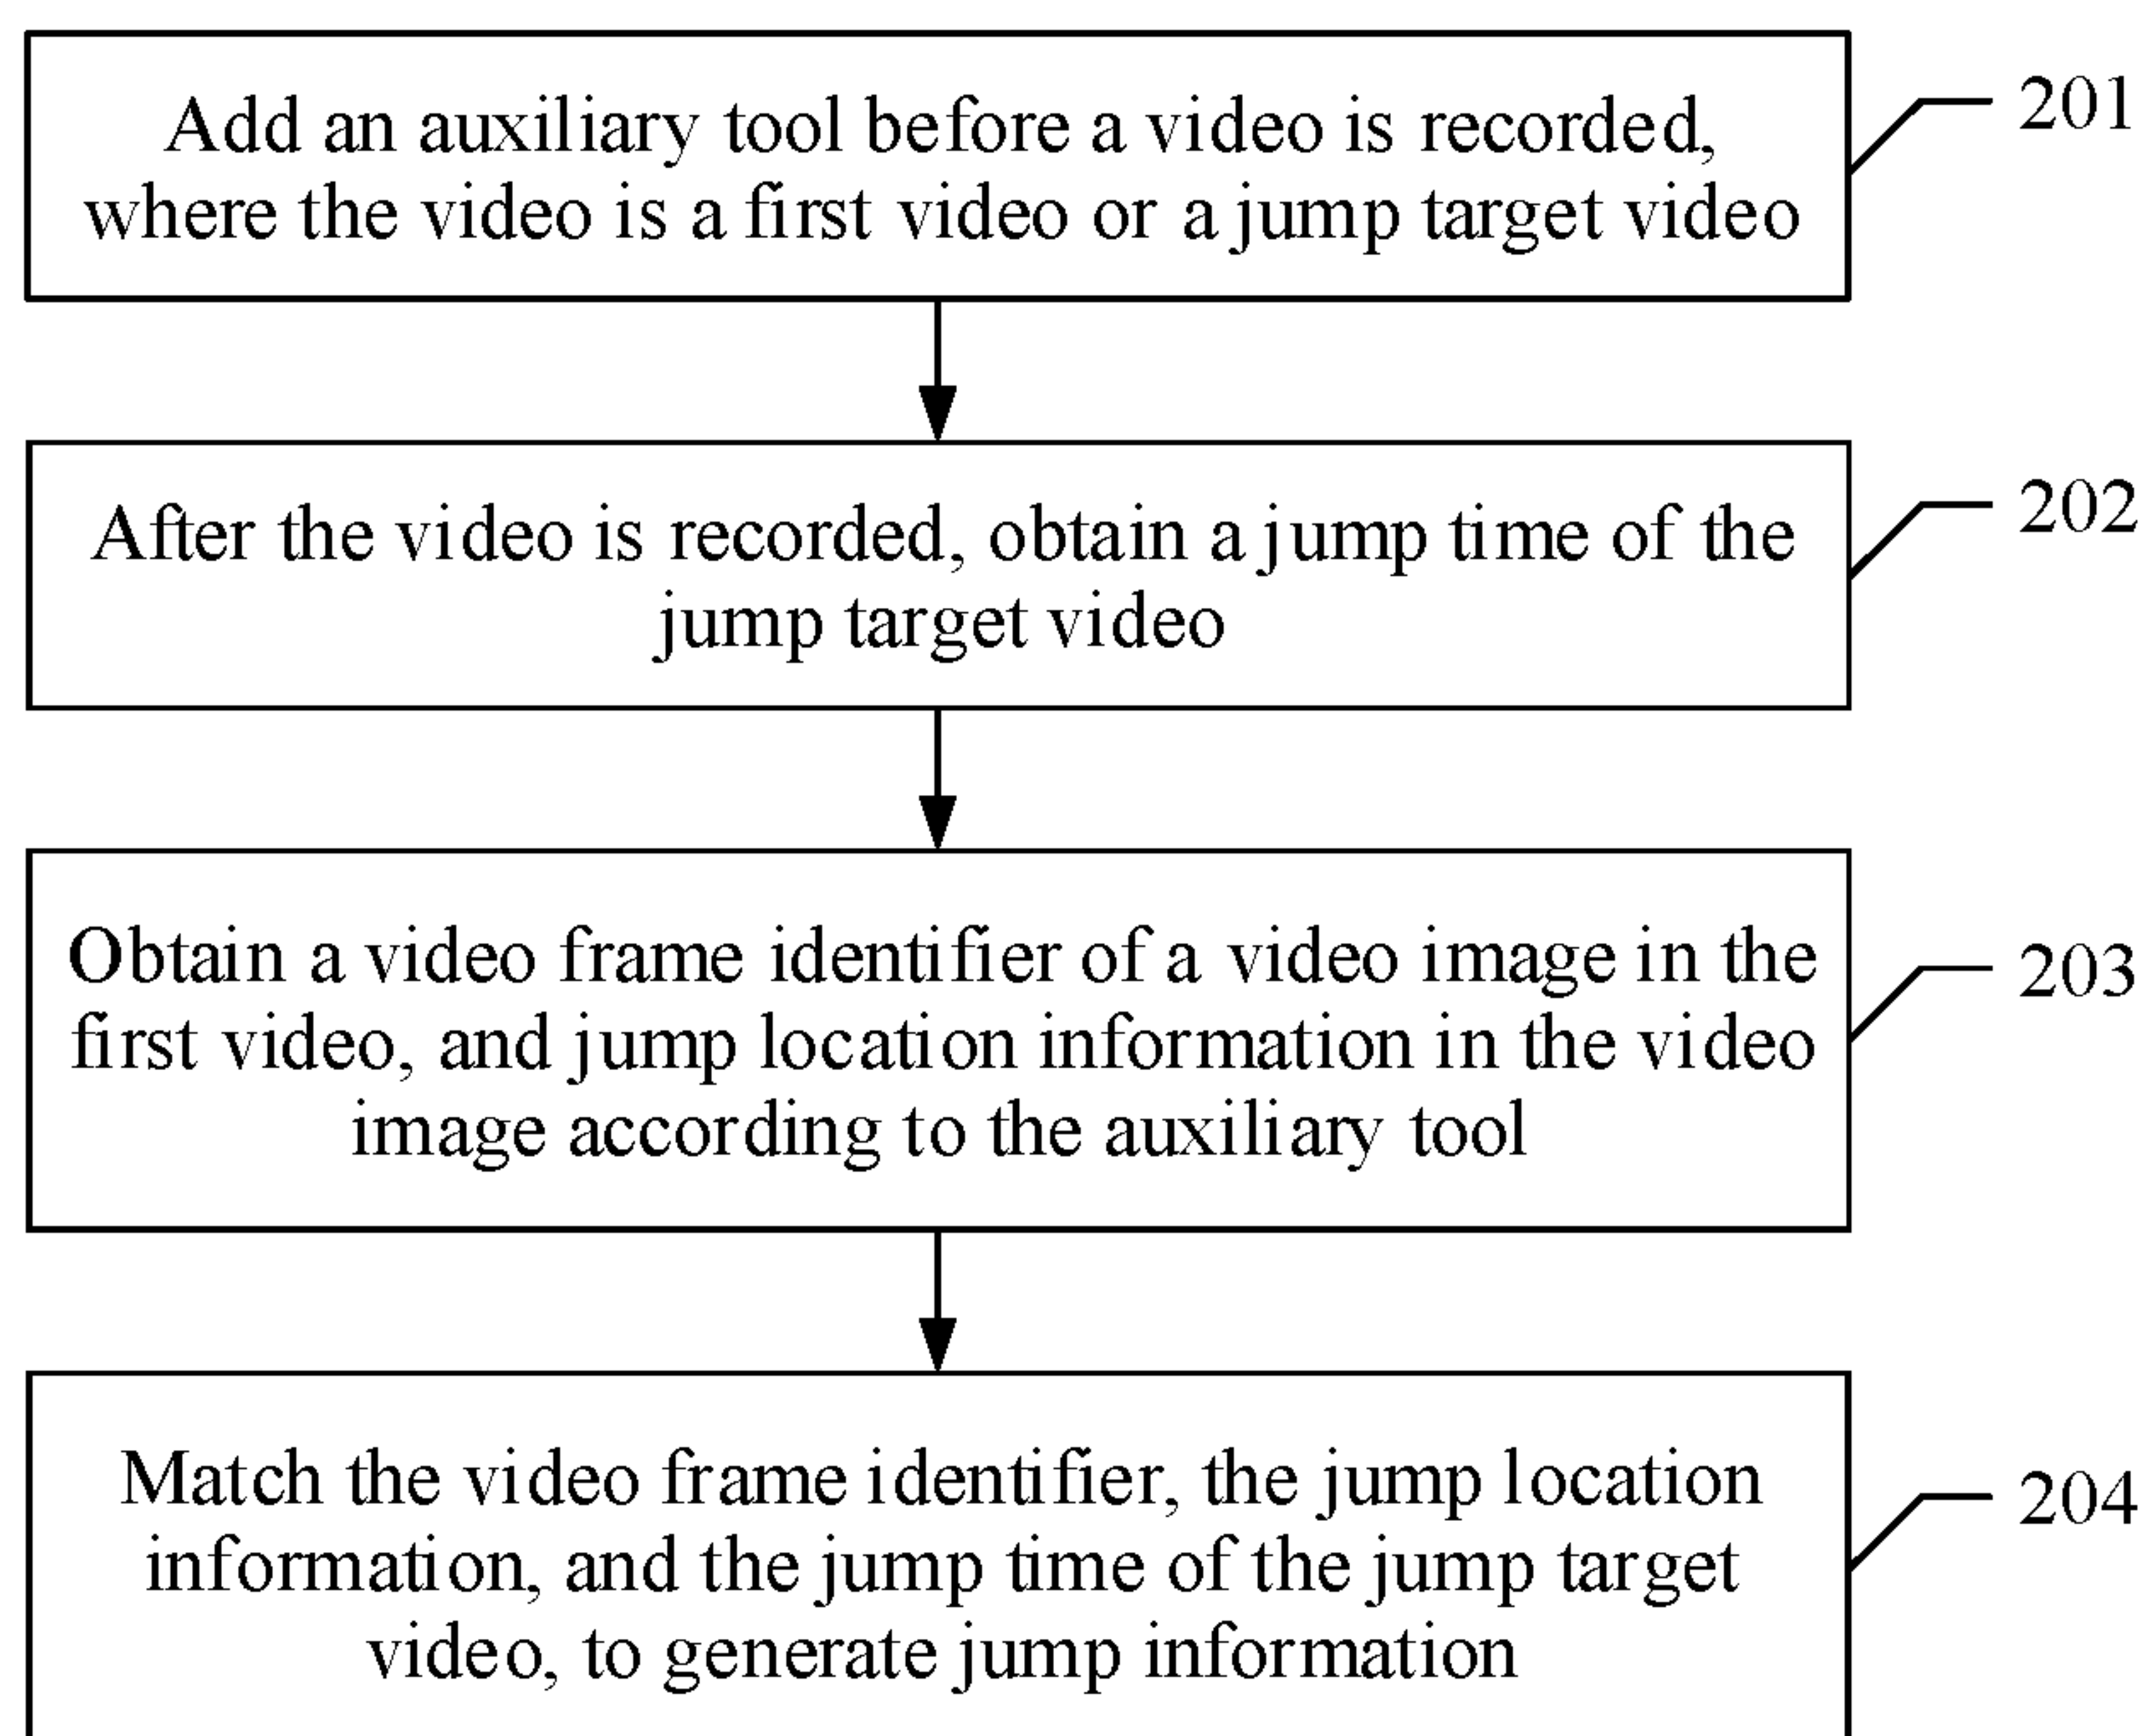 Add an auxiliary tool before a video is recorded,
where the video is a first video or a jump target video
201
After the video is recorded, obtain a jump time of the
jump target video
202
Obtain a video frame identifier of a video image in the
first video, and jump location information in the video
image according to the auxiliary tool
203
Match the video frame identifier, the jump location
information, and the jump time of the jump target
video, to generate jump information
204